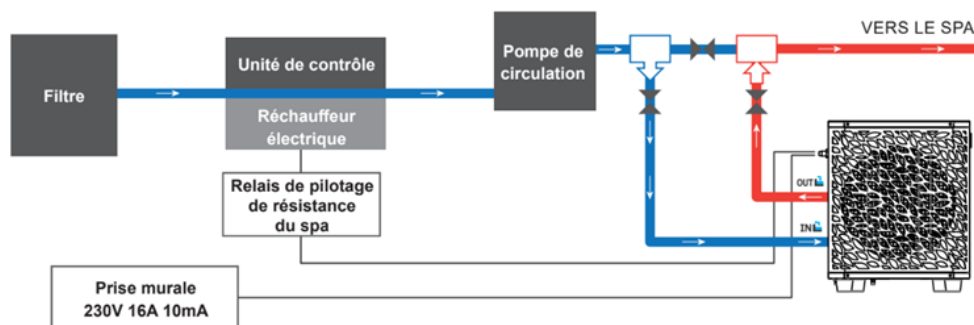 VERS LE SPA
Filtre
Unité de contrôle
Réchauffeur
électrique
Pompe de
circulation
Relais de pilotage
de résistance
du spa
OUT
IN
Prise murale
230V 16A 10mA